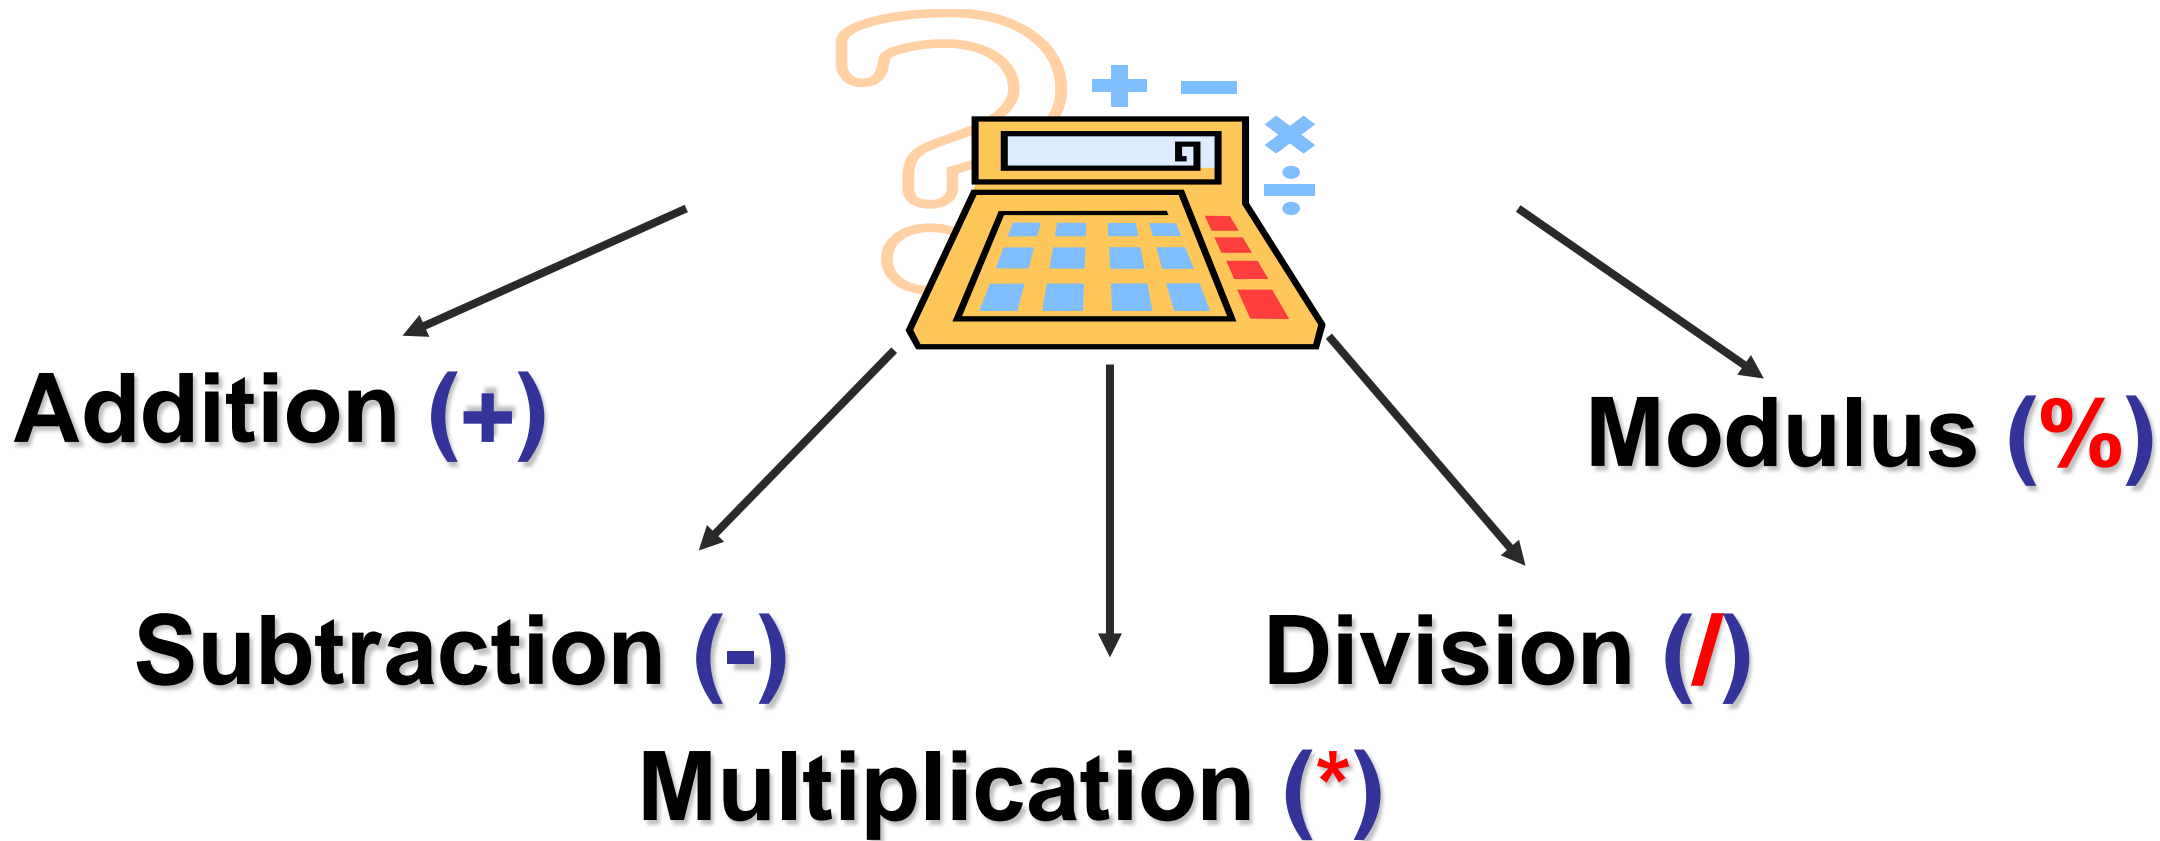 Addition (+)
Modulus (%)
Subtraction (-)
Division (/)
Multiplication (*)